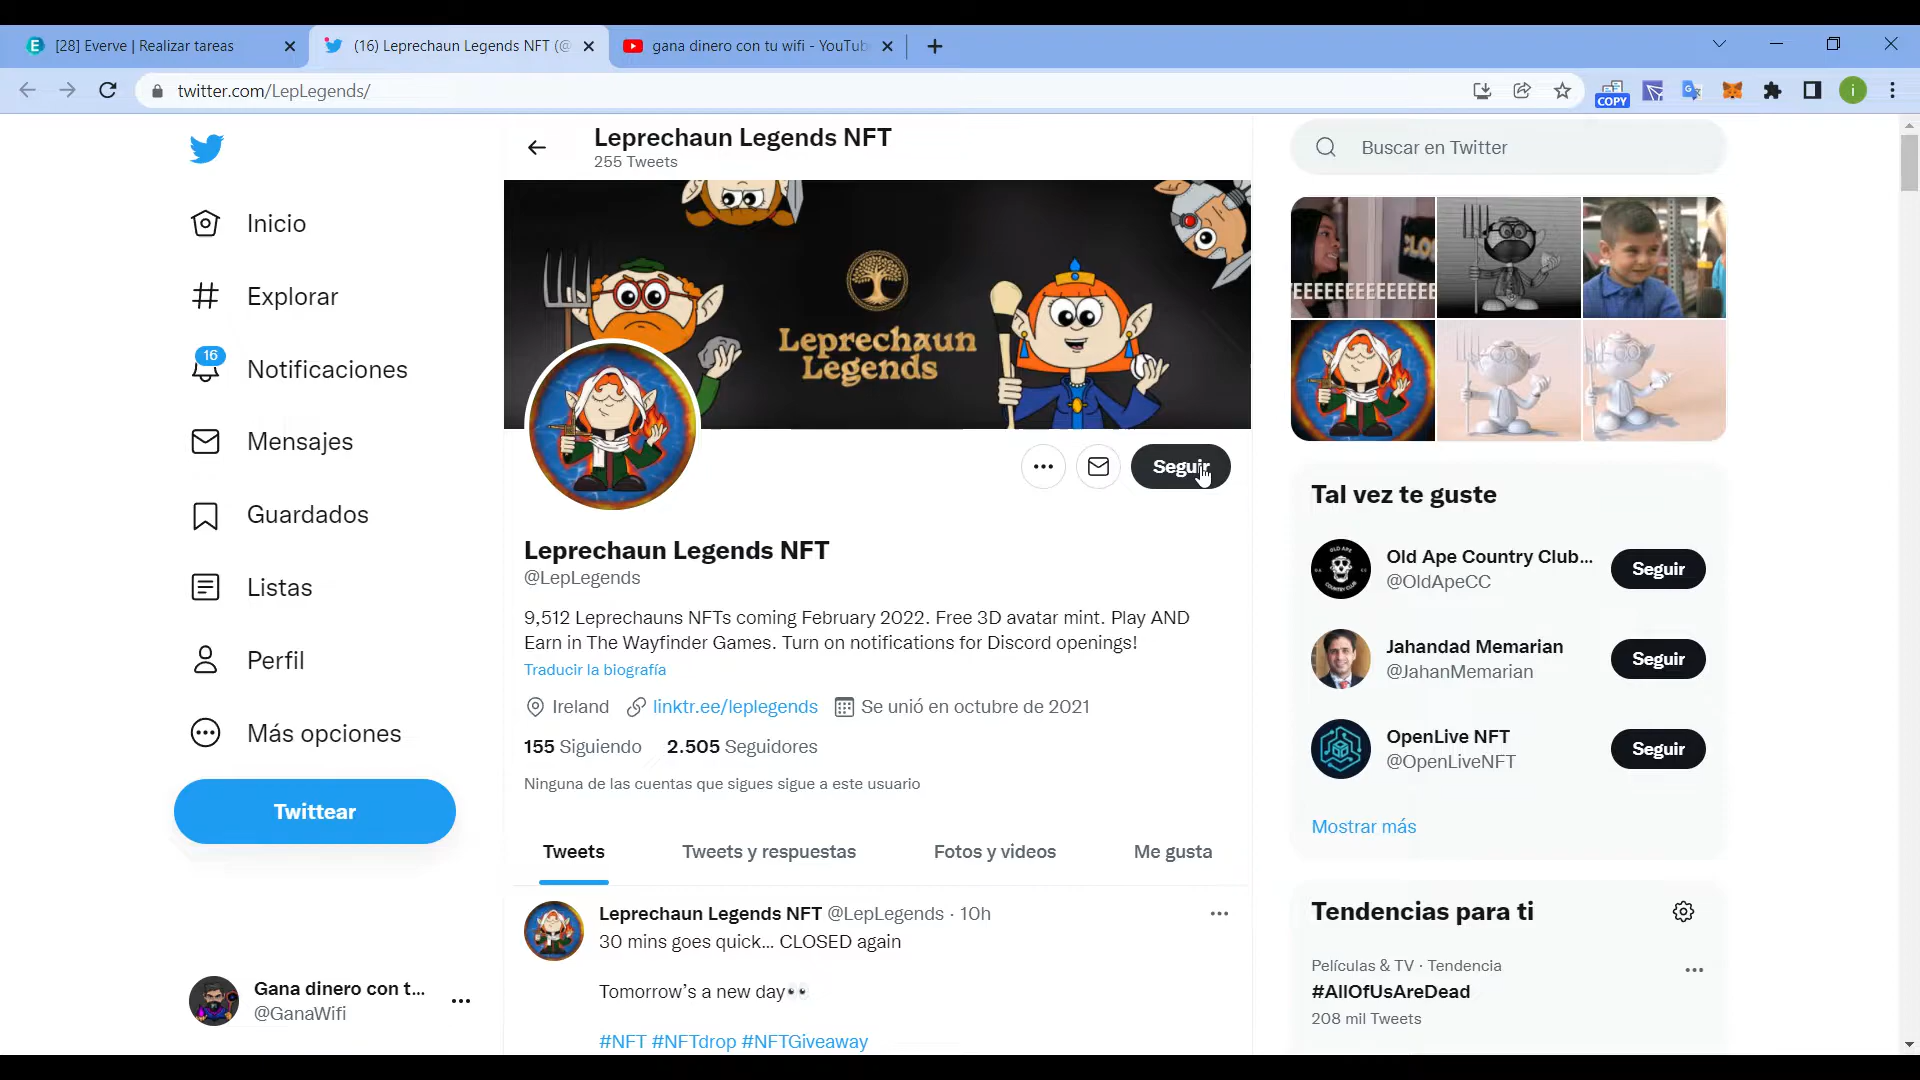 [28] Everve | Realizar tareas
(16) Leprechaun Legends NFT (@
gana dinero con tu wifi - YouTub
twitter.com/LepLegends/
COPY
i
Leprechaun Legends NFT
255 Tweets
Buscar en Twitter
Inicio
Explorar
16
Notificaciones
Mensajes
Guardados
Listas
Perfil
Más opciones
Twittear
Gana dinero con t...
@GanaWifi
Leprechaun
Legends
Seguir
Leprechaun Legends NFT
@LepLegends
9,512 Leprechauns NFTs coming February 2022. Free 3D avatar mint. Play AND
Earn in The Wayfinder Games. Turn on notifications for Discord openings!
Traducir la biografía
Ireland linktr.ee/leplegends Se unió en octubre de 2021
155 Siguiendo 2.505 Seguidores
Ninguna de las cuentas que sigues sigue a este usuario
Tweets Tweets y respuestas Fotos y videos Me gusta
Leprechaun Legends NFT @LepLegends · 10h
30 mins goes quick... CLOSED again
Tomorrow's a new day👀
#NFT #NFTdrop #NFTGiveaway
CLO
EEEEEEEEEEE
Tal vez te guste
OLD APE
COUNTRY CLUB
Old Ape Country Club...
@OldApeCC
Seguir
Jahandad Memarian
@JahanMemarian
Seguir
OpenLive NFT
@OpenLiveNFT
Seguir
Mostrar más
Tendencias para ti
Películas & TV · Tendencia
#AllOfUsAreDead
208 mil Tweets